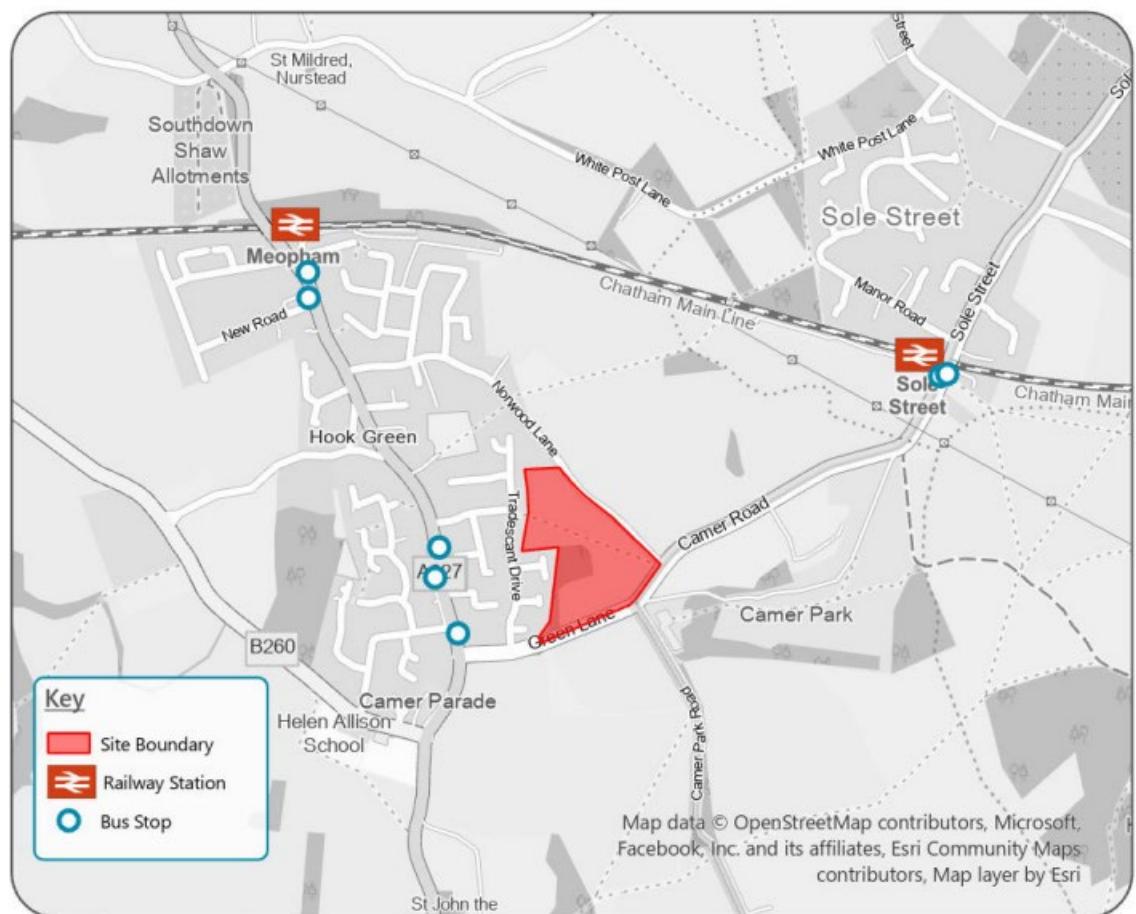 Street
Sole
St Mildred,
Nurstead
Southdown
Shaw
Allotments
White Post Lane
White Post Lane
Sole Street
Meopham
New Road
Chatham Main Line
Manor Road
Sole Street
Sole
Street
Chatham Main
Norwood Lane
Hook Green
Tradescant Drive
Camer Road
Green Lane
Camer Park
B260
Camer Parade
Helen Allison
School
Camer Park Road
Key
Site Boundary
Railway Station
Bus Stop
Map data © OpenStreetMap contributors, Microsoft,
Facebook, Inc. and its affiliates, Esri Community Maps
contributors, Map layer by Esri
St John the